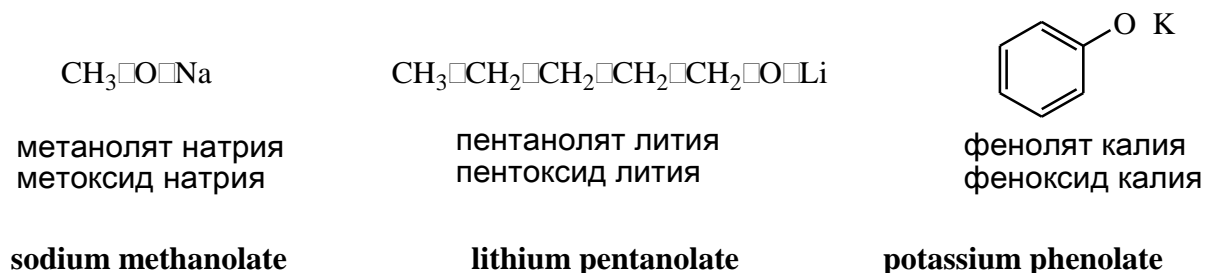 O K
CH₃□O□Na
CH₃□CH₂□CH₂□CH₂□CH₂□O□Li
метанолят натрия
метоксид натрия
пентанолят лития
пентоксид лития
фенолят калия
феноксид калия
sodium methanolate
lithium pentanolate
potassium phenolate